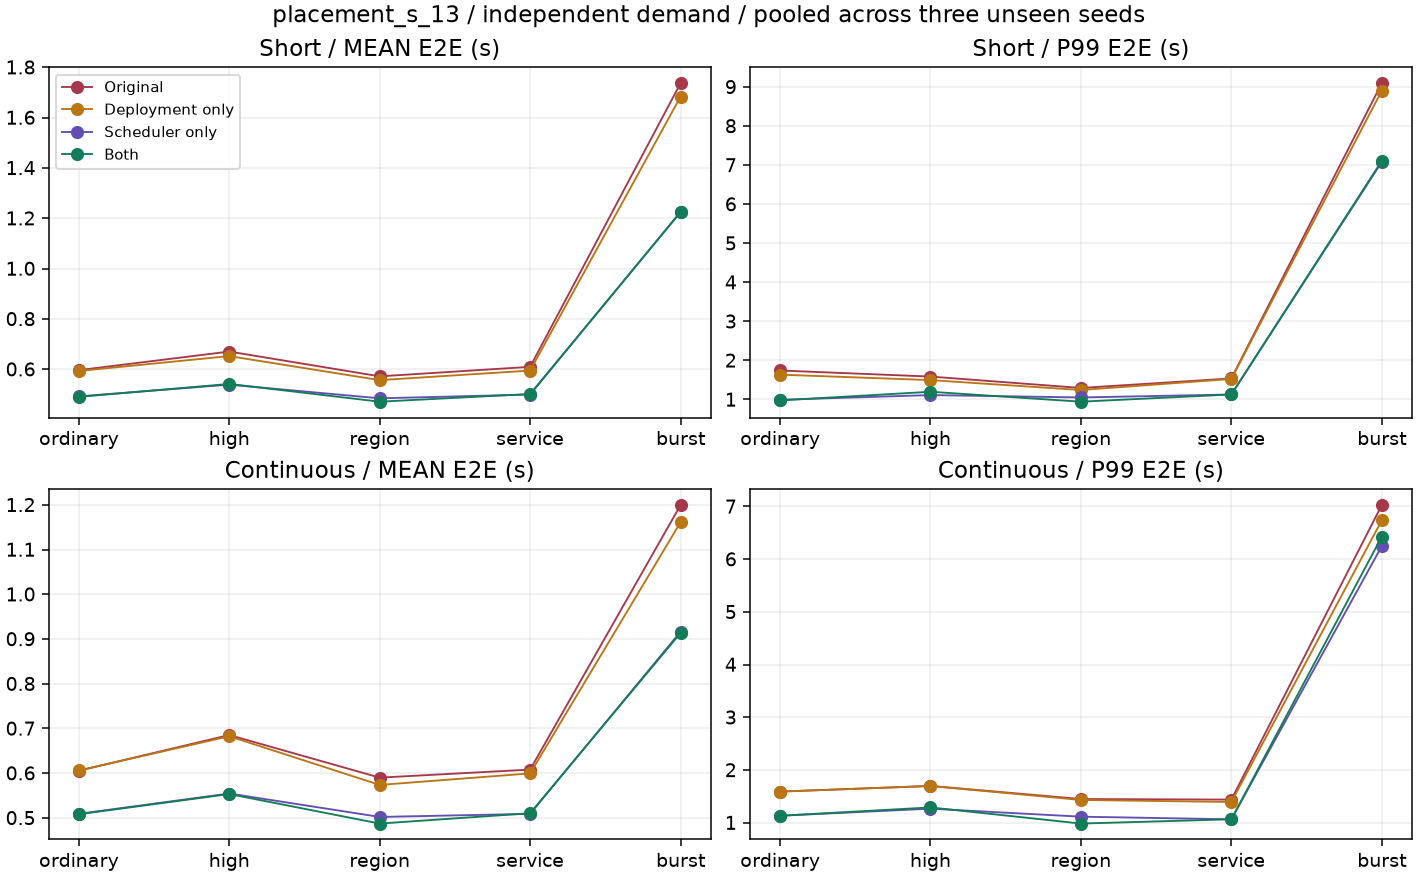 placement_s_13 / independent demand / pooled across three unseen seeds
Short / MEAN E2E (s)
1.8
1.6
1.4
1.2
1.0
0.8
0.6
Original
Deployment only
Scheduler only
Both
ordinary high region service burst
Short / P99 E2E (s)
9
8
7
6
5
4
3
2
1
ordinary high region service burst
Continuous / MEAN E2E (s)
1.2
1.1
1.0
0.9
0.8
0.7
0.6
0.5
ordinary high region service burst
Continuous / P99 E2E (s)
7
6
5
4
3
2
1
ordinary high region service burst